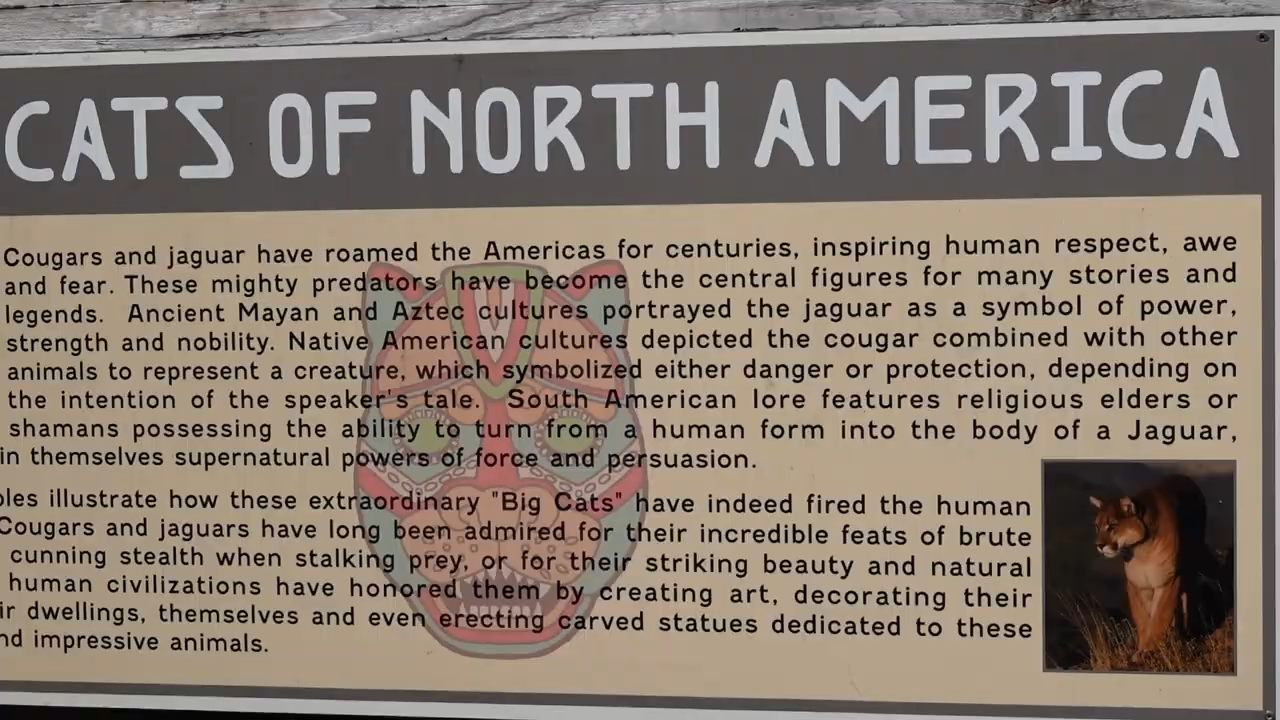 CATS OF NORTH AMERICA
Cougars and jaguar have roamed the Americas for centuries, inspiring human respect, awe
and fear. These mighty predators have become the central figures for many stories and
legends. Ancient Mayan and Aztec cultures portrayed the jaguar as a symbol of power,
strength and nobility. Native American cultures depicted the cougar combined with other
animals to represent a creature, which symbolized either danger or protection, depending on
the intention of the speaker's tale. South American lore features religious elders or
shamans possessing the ability to turn from a human form into the body of a Jaguar,
in themselves supernatural powers of force and persuasion.
illustrate how these extraordinary "Big Cats" have indeed fired the human
Cougars and jaguars have long been admired for their incredible feats of brute
cunning stealth when stalking prey, or for their striking beauty and natural
human civilizations have honored them by creating art, decorating their
dwellings, themselves and even erecting carved statues dedicated to these
impressive animals.